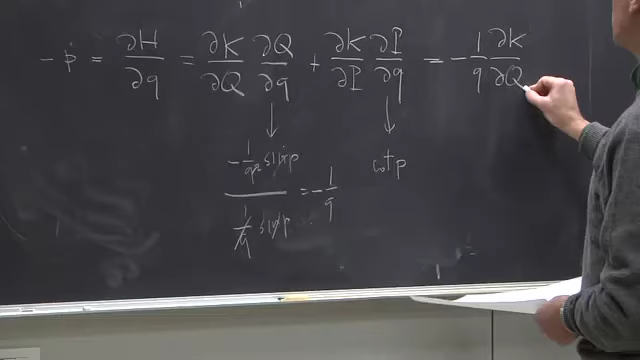 -ṗ = ∂H/∂q = ∂K/∂Q ∂Q/∂q + ∂K/∂P ∂P/∂q = -1/q ∂K/∂Q
↓ ↓
-1/q² sin p / 1/q sin p = -1/q
cot p